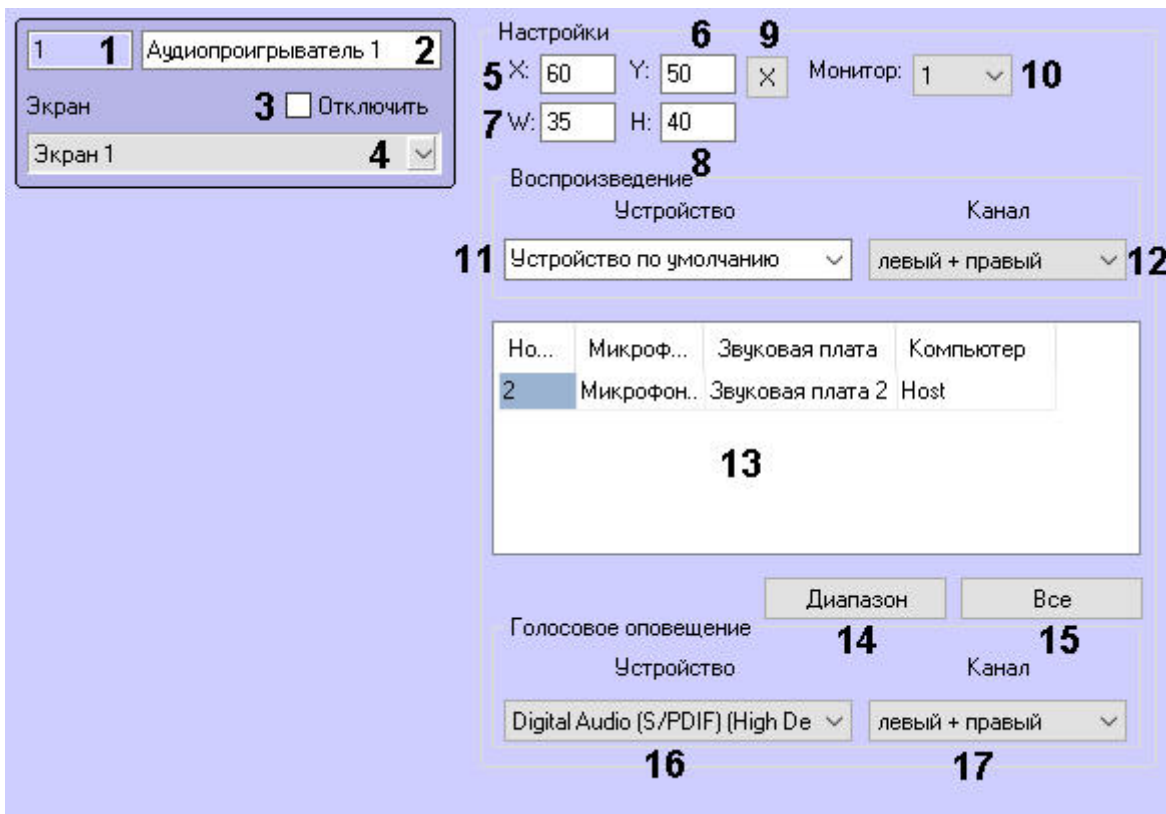 1 1 Аудиопроигрыватель 1 2
Экран 3 Отключить
Экран 1 4
Настройки 6 9
5 X: 60 Y: 50 X Монитор: 1 10
7 W: 35 H: 40
8
Воспроизведение
Устройство Канал
11 Устройство по умолчанию левый + правый 12
Но... Микроф... Звуковая плата Компьютер
2 Микрофон.. Звуковая плата 2 Host
13
Диапазон Все
14 15
Голосовое оповещение
Устройство Канал
Digital Audio (S/PDIF) (High De левый + правый
16 17